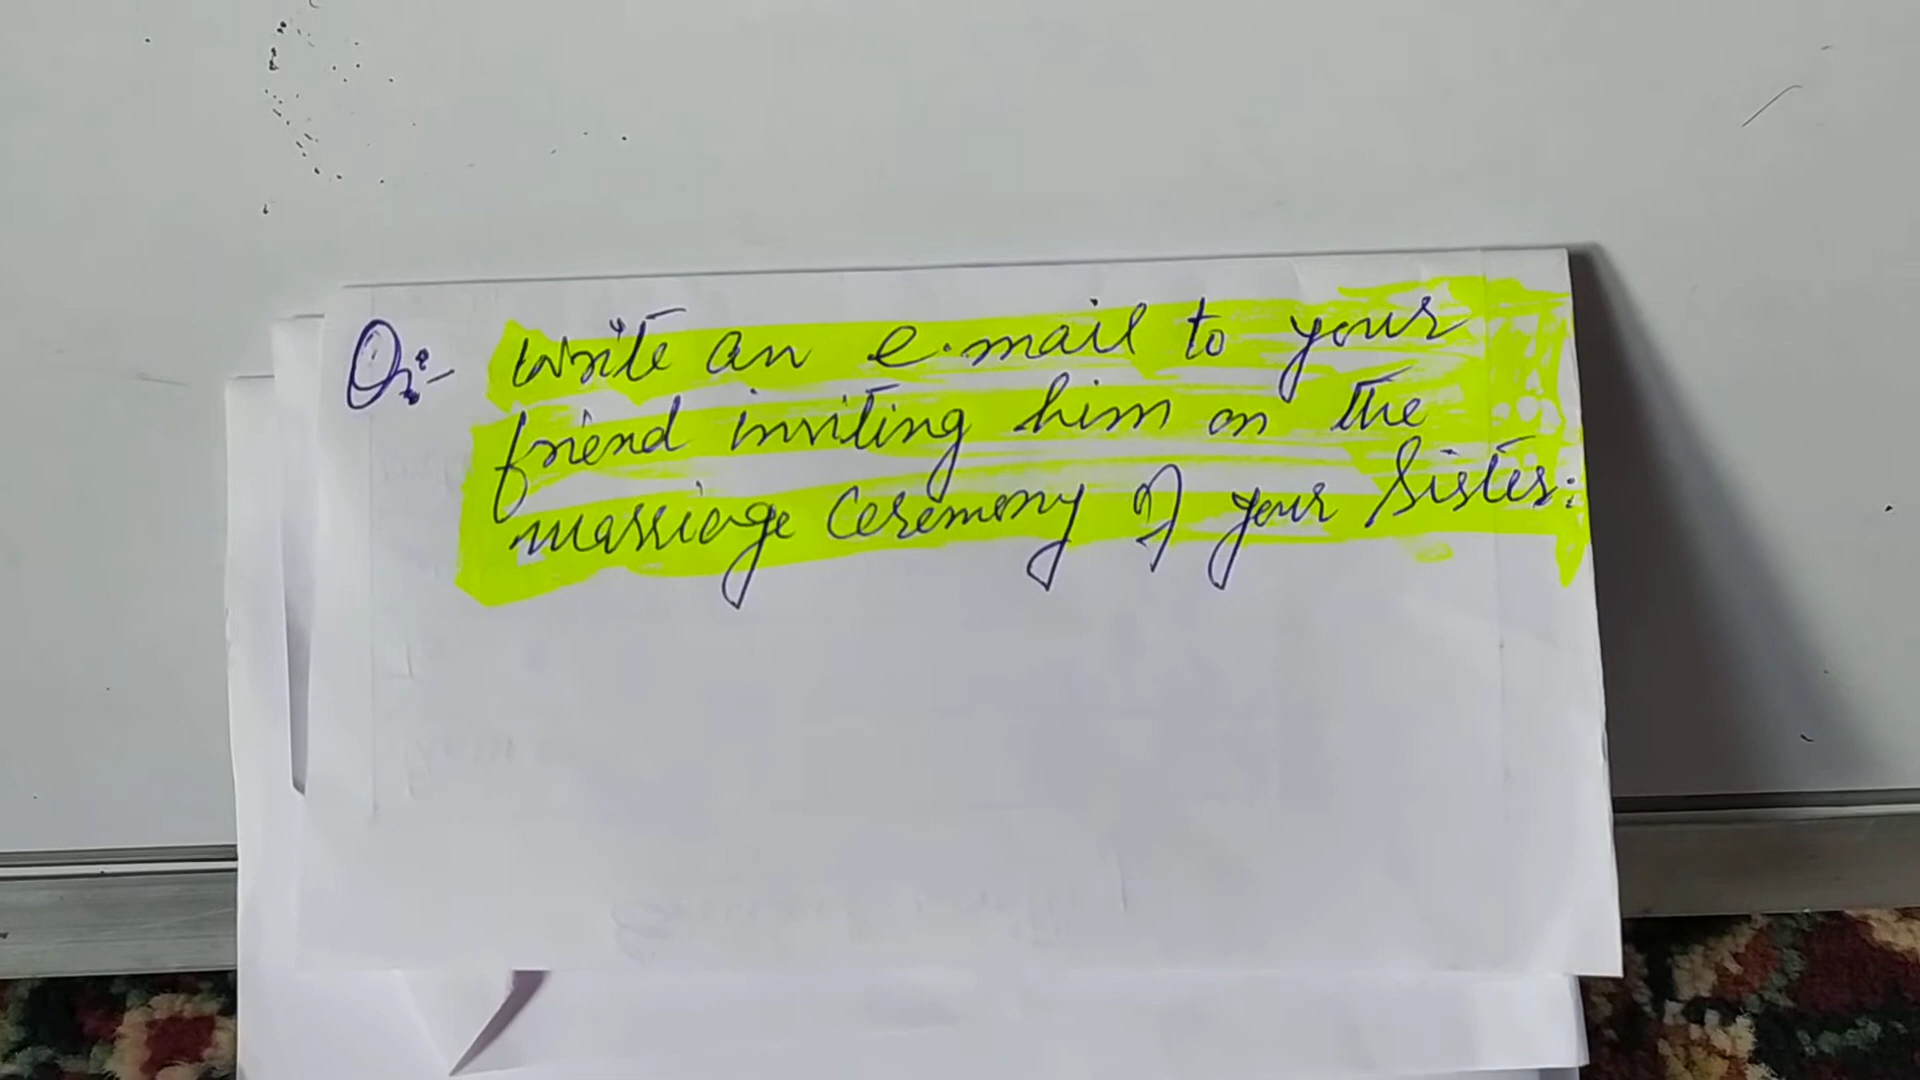 Q:- Write an e.mail to your
friend inviting him on the
marriage ceremony of your Sister: